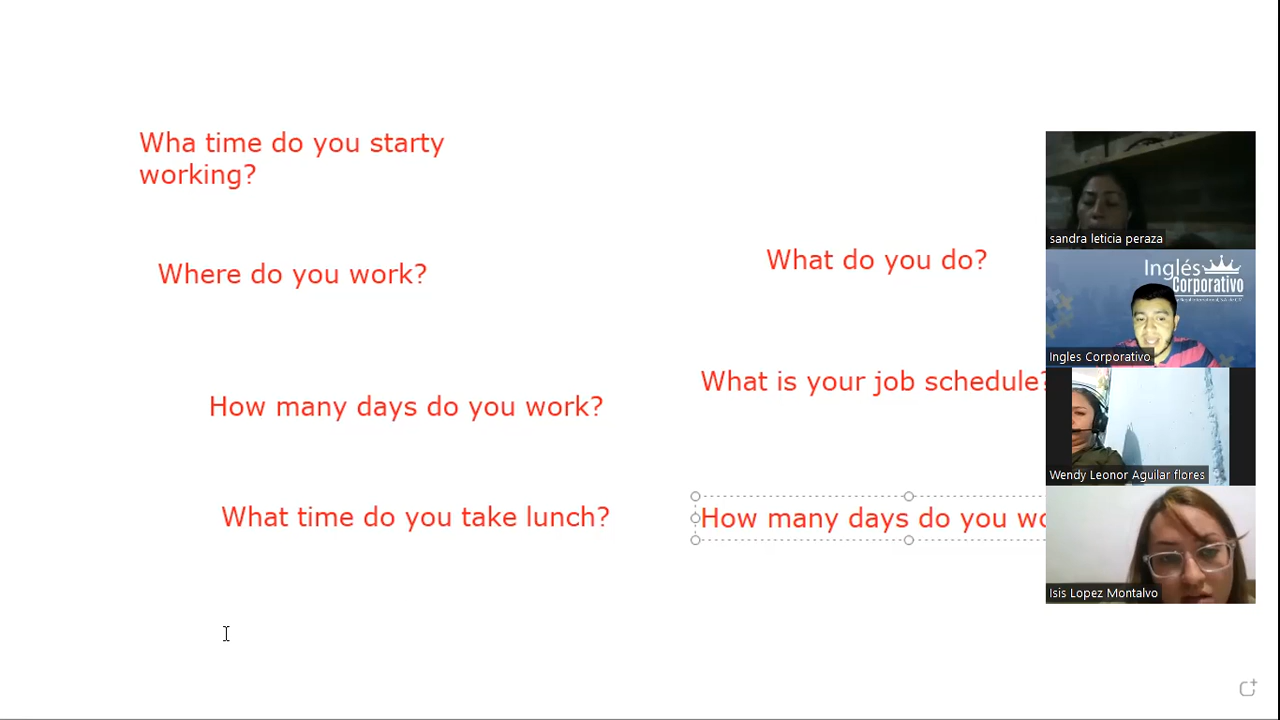 Wha time do you starty
working?
Where do you work?
What do you do?
What is your job schedule?
How many days do you work?
What time do you take lunch?
How many days do you wo
sandra leticia peraza
Inglés
Corporativo
Ingles Corporativo
Wendy Leonor Aguilar flores
Isis Lopez Montalvo